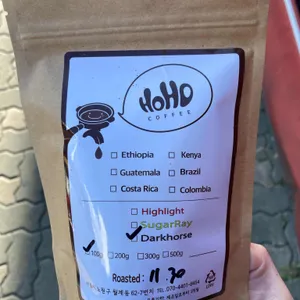 HoHo
COFFEE
Ethiopia Kenya
Guatemala Brazil
Costa Rica Colombia
Highlight
SugarRay
Darkhorse
100g 200g 300g 500g
Roasted : 11.30